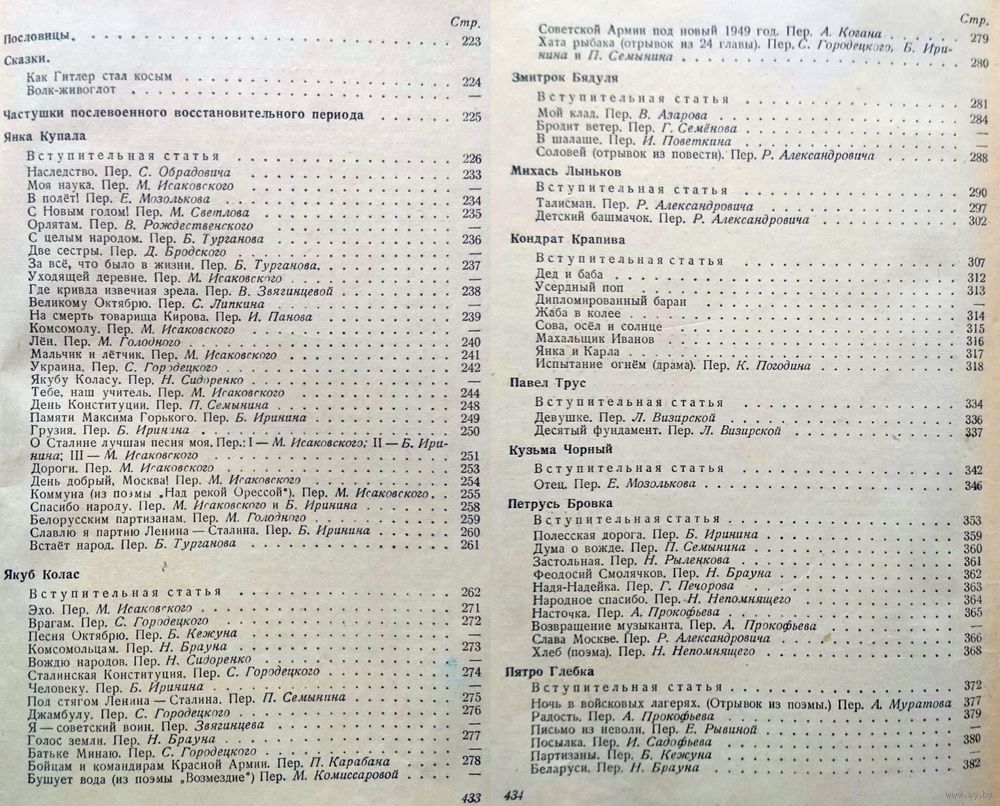 Стр.
Пословицы. 223
Сказки.
Как Гитлер стал косым 224
Волк-живоглот —
Частушки послевоенного восстановительного периода 225
Янка Купала
Вступительная статья 226
Наследство. Пер. С. Обрадовича 233
Моя наука. Пер. М. Исаковского —
В полёт! Пер. Е. Мозолькова 234
С Новым годом! Пер. М. Светлова 235
Орлятам. Пер. В. Рождественского —
С целым народом. Пер. Б. Турганова 236
Две сестры. Пер. Д. Бродского —
За всё, что было в жизни. Пер. Б. Турганова. 237
Уходящей деревне. Пер. М. Исаковского —
Где кривда извечная зрела. Пер. В. Звягинцевой 238
Великому Октябрю. Пер. С. Липкина —
На смерть товарища Кирова. Пер. И. Панова 239
Комсомолу. Пер. М. Исаковского —
Лён. Пер. М. Голодного 240
Мальчик и лётчик. Пер. М. Исаковского 241
Украина. Пер. С. Городецкого 242
Якубу Коласу. Пер. Н. Сидоренко —
Тебе, наш учитель. Пер. М. Исаковского 244
День Конституции. Пер. П. Семынина 248
Памяти Максима Горького. Пер. Б. Иринина 249
Грузия. Пер. Б. Иринина 250
О Сталине лучшая песня моя. Пер.: I — М. Исаковского; II — Б. Ири-
нина; III — М. Исаковского 251
Дороги. Пер. М. Исаковского 253
День добрый, Москва! Пер. М. Исаковского 254
Коммуна (из поэмы „Над рекой Орессой“). Пер. М. Исаковского. 255
Спасибо народу. Пер. М. Исаковского и Б. Иринина 258
Белорусским партизанам. Пер. М. Голодного 259
Славлю я партию Ленина — Сталина. Пер. Б. Иринина 260
Встаёт народ. Пер. Б. Турганова 261
Якуб Колас
Вступительная статья 262
Эхо. Пер. М. Исаковского 271
Врагам. Пер. С. Городецкого 272
Песня Октябрю. Пер. Б. Кежуна —
Комсомольцам. Пер. Н. Брауна 273
Вождю народов. Пер. Н. Сидоренко —
Сталинская Конституция. Пер. С. Городецкого 274
Человеку. Пер. Б. Иринина —
Под стягом Ленина — Сталина. Пер. П. Семынина 275
Джамбулу. Пер. С. Городецкого 276
Я — советский воин. Пер. Звягинцева —
Голос земли. Пер. Н. Брауна 277
Батьке Минаю. Пер. С. Городецкого —
Бойцам и командирам Красной Армии. Пер. П. Карабана 278
Бушует вода (из поэмы „Возмездие“) Пер. М. Комиссаровой —
433
Стр.
Советской Армии под новый 1949 год. Пер. А. Когана 279
Хата рыбака (отрывок из 24 главы). Пер. С. Городецкого, Б. Ири-
нина и П. Семынина 280
Змитрок Бядуля
Вступительная статья 281
Мой клад. Пер. В. Азарова 284
Бродит ветер. Пер. Г. Семёнова —
В шалаше. Пер. И. Поветкина —
Соловей (отрывок из повести). Пер. Р. Александровича 288
Михась Лыньков
Вступительная статья 290
Талисман. Пер. Р. Александровича 297
Детский башмачок. Пер. Р. Александровича 302
Кондрат Крапива
Вступительная статья 307
Дед и баба 312
Усердный поп 313
Дипломированный баран —
Жаба в колее 314
Сова, осёл и солнце 315
Махальщик Иванов 316
Янка и Карла 317
Испытание огнём (драма). Пер. К. Погодина 318
Павел Трус
Вступительная статья 334
Девушке. Пер. Л. Визирской 336
Десятый фундамент. Пер. Л. Визирской 337
Кузьма Чорный
Вступительная статья 342
Отец. Пер. Е. Мозолькова 346
Петрусь Бровка
Вступительная статья 353
Полесская дорога. Пер. Б. Иринина 359
Дума о вожде. Пер. П. Семынина 360
Застольная. Пер. Н. Рыленкова 361
Феодосий Смолячков. Пер. Н. Брауна 362
Надя-Надейка. Пер. Г. Печорова 363
Народное спасибо. Пер. Н. Непомнящего 364
Насточка. Пер. А. Прокофьева 365
Возвращение музыканта. Пер. А. Прокофьева —
Слава Москве. Пер. Р. Александровича 366
Хлеб (поэма). Пер. Н. Непомнящего 368
Пятро Глебка
Вступительная статья 372
Ночь в войсковых лагерях. (Отрывок из поэмы.) Пер. А. Муратова 377
Радость. Пер. А. Прокофьева 379
Письмо из неволи. Пер. Е. Рывиной —
Посылка. Пер. И. Садофьева 380
Партизаны. Пер. Б. Кежуна —
Беларуси. Пер. Н. Брауна 382
434
www.ay.by